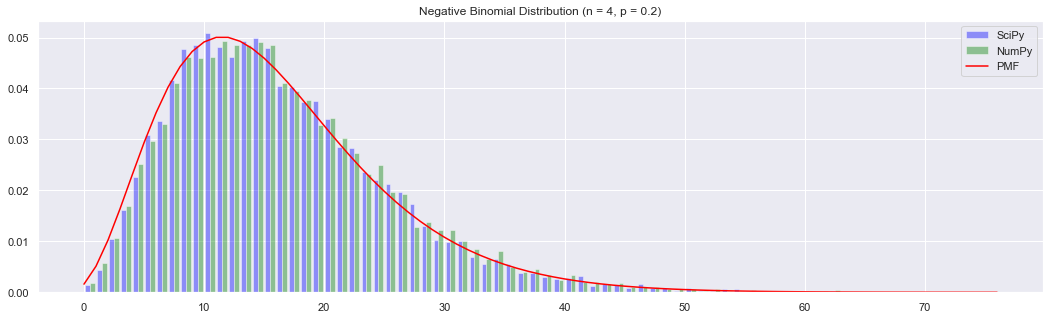 Negative Binomial Distribution (n = 4, p = 0.2)
SciPy
NumPy
PMF
0.05
0.04
0.03
0.02
0.01
0.00
0 10 20 30 40 50 60 70